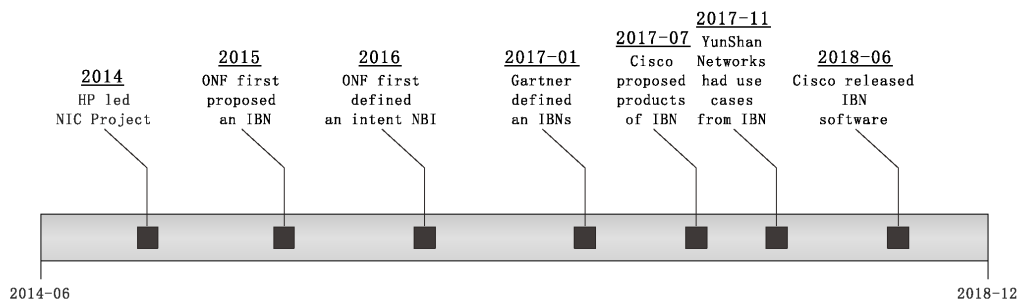 2014
HP led
NIC Project
2015
ONF first
proposed
an IBN
2016
ONF first
defined
an intent NBI
2017-01
Gartner
defined
an IBNs
2017-07
Cisco
proposed
products
of IBN
2017-11
YunShan
Networks
had use
cases
from IBN
2018-06
Cisco released
IBN
software
2014-06
2018-12